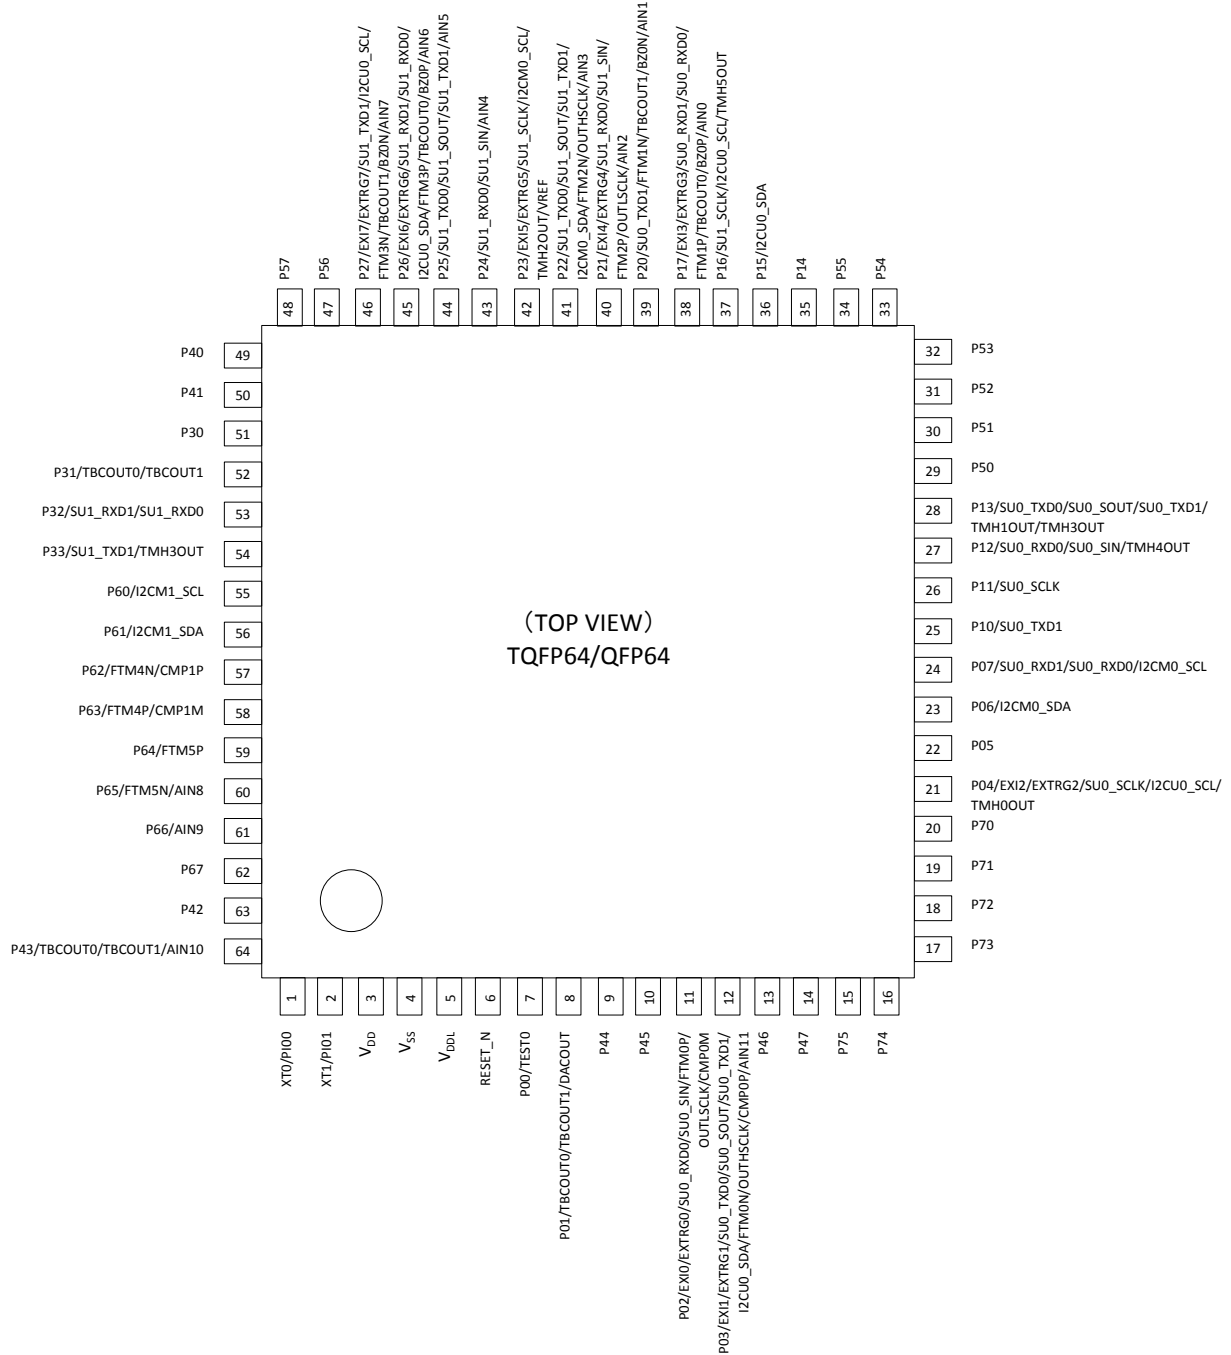 P57
P56
P27/EXI7/EXTRG7/SU1_TXD1/I2CU0_SCL/
FTM3N/TBCOUT1/BZ0N/AIN7
P26/EXI6/EXTRG6/SU1_RXD1/SU1_RXD0/
I2CU0_SDA/FTM3P/TBCOUT0/BZ0P/AIN6
P25/SU1_TXD0/SU1_SOUT/SU1_TXD1/AIN5
P24/SU1_RXD0/SU1_SIN/AIN4
P23/EXI5/EXTRG5/SU1_SCLK/I2CM0_SCL/
TMH2OUT/VREF
P22/SU1_TXD0/SU1_SOUT/SU1_TXD1/
I2CM0_SDA/FTM2N/OUTHSCLK/AIN3
P21/EXI4/EXTRG4/SU1_RXD0/SU1_SIN/
FTM2P/OUTLSCLK/AIN2
P20/SU0_TXD1/FTM1N/TBCOUT1/BZ0N/AIN1
P17/EXI3/EXTRG3/SU0_RXD1/SU0_RXD0/
FTM1P/TBCOUT0/BZ0P/AIN0
P16/SU1_SCLK/I2CU0_SCL/TMH5OUT
P15/I2CU0_SDA
P14
P55
P54
48
47
46
45
44
43
42
41
40
39
38
37
36
35
34
33
P40 49
P41 50
P30 51
P31/TBCOUT0/TBCOUT1 52
P32/SU1_RXD1/SU1_RXD0 53
P33/SU1_TXD1/TMH3OUT 54
P60/I2CM1_SCL 55
P61/I2CM1_SDA 56
P62/FTM4N/CMP1P 57
P63/FTM4P/CMP1M 58
P64/FTM5P 59
P65/FTM5N/AIN8 60
P66/AIN9 61
P67 62
P42 63
P43/TBCOUT0/TBCOUT1/AIN10 64
（TOP VIEW）
TQFP64/QFP64
32 P53
31 P52
30 P51
29 P50
28 P13/SU0_TXD0/SU0_SOUT/SU0_TXD1/
TMH1OUT/TMH3OUT
27 P12/SU0_RXD0/SU0_SIN/TMH4OUT
26 P11/SU0_SCLK
25 P10/SU0_TXD1
24 P07/SU0_RXD1/SU0_RXD0/I2CM0_SCL
23 P06/I2CM0_SDA
22 P05
21 P04/EXI2/EXTRG2/SU0_SCLK/I2CU0_SCL/
TMH0OUT
20 P70
19 P71
18 P72
17 P73
1
2
3
4
5
6
7
8
9
10
11
12
13
14
15
16
XT0/PI00
XT1/PI01
VDD
VSS
VDDL
RESET_N
P00/TEST0
P01/TBCOUT0/TBCOUT1/DACOUT
P44
P45
P02/EXI0/EXTRG0/SU0_RXD0/SU0_SIN/FTM0P/
OUTLSCLK/CMP0M
P03/EXI1/EXTRG1/SU0_TXD0/SU0_SOUT/SU0_TXD1/
I2CU0_SDA/FTM0N/OUTHSCLK/CMP0P/AIN11
P46
P47
P75
P74